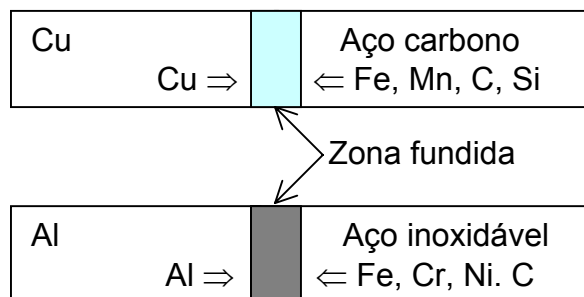 Cu Aço carbono
Cu ⇒ ⇐ Fe, Mn, C, Si
Zona fundida
Al Aço inoxidável
Al ⇒ ⇐ Fe, Cr, Ni. C